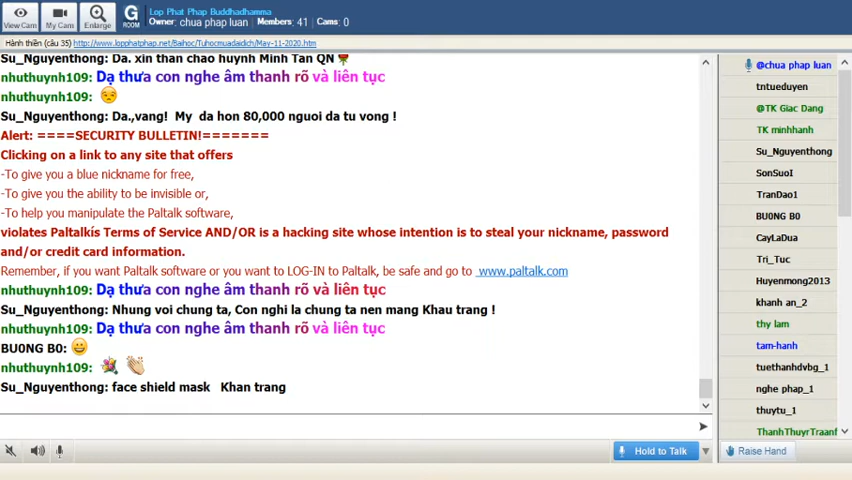 Lop Phat Phap Buddhadhamma
Owner: chua phap luan Members: 41 Cams: 0
View Cam
My Cam
Enlarge
G
ROOM
Hành thiền (câu 35) http://www.lopphatphap.net/Baihoc/Tuhocmuadaidich/May-11-2020.htm
Su_Nguyenthong: Da. xin than chao huynh Minh Tan QN
nhuthuynh109: Dạ thưa con nghe âm thanh rõ và liên tục
nhuthuynh109:
Su_Nguyenthong: Da.,vang! My da hon 80,000 nguoi da tu vong !
Alert: ====SECURITY BULLETIN!=======
Clicking on a link to any site that offers
-To give you a blue nickname for free,
-To give you the ability to be invisible or,
-To help you manipulate the Paltalk software,
violates Paltalkís Terms of Service AND/OR is a hacking site whose intention is to steal your nickname, password
and/or credit card information.
Remember, if you want Paltalk software or you want to LOG-IN to Paltalk, be safe and go to www.paltalk.com
nhuthuynh109: Dạ thưa con nghe âm thanh rõ và liên tục
Su_Nguyenthong: Nhung voi chung ta, Con nghi la chung ta nen mang Khau trang !
nhuthuynh109: Dạ thưa con nghe âm thanh rõ và liên tục
BU0NG B0:
nhuthuynh109:
Su_Nguyenthong: face shield mask Khan trang
Hold to Talk
@chua phap luan
tntueduyen
@TK Giac Dang
TK minhhanh
Su_Nguyenthong
SonSuoI
TranDao1
BU0NG B0
CayLaDua
Tri_Tuc
Huyenmong2013
khanh an_2
thy lam
tam-hanh
tuethanhdvbg_1
nghe phap_1
thuytu_1
ThanhThuyrTraanf
Raise Hand